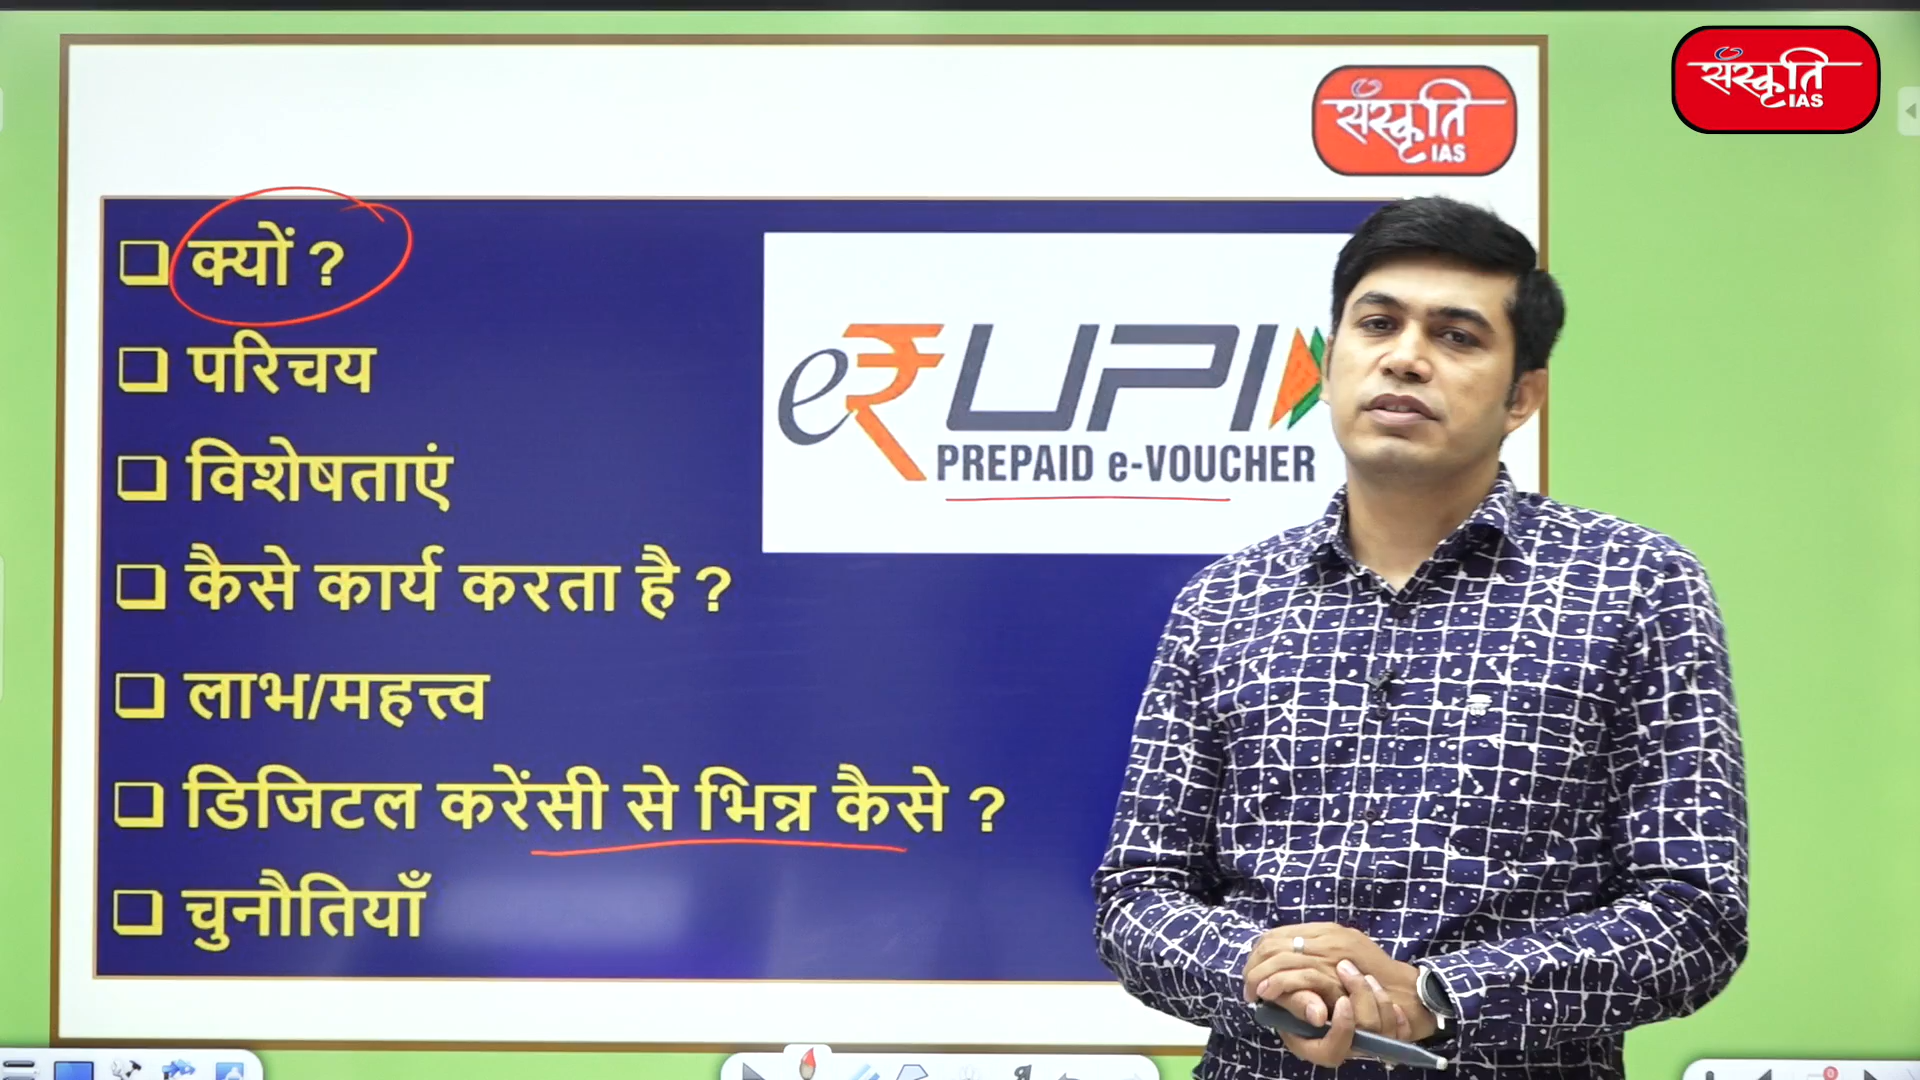 संस्कृति
IAS
संस्कृति
IAS
क्यों ?
परिचय
विशेषताएं
कैसे कार्य करता है ?
लाभ/महत्त्व
डिजिटल करेंसी से भिन्न कैसे ?
चुनौतियाँ
e₹UPI
PREPAID e-VOUCHER